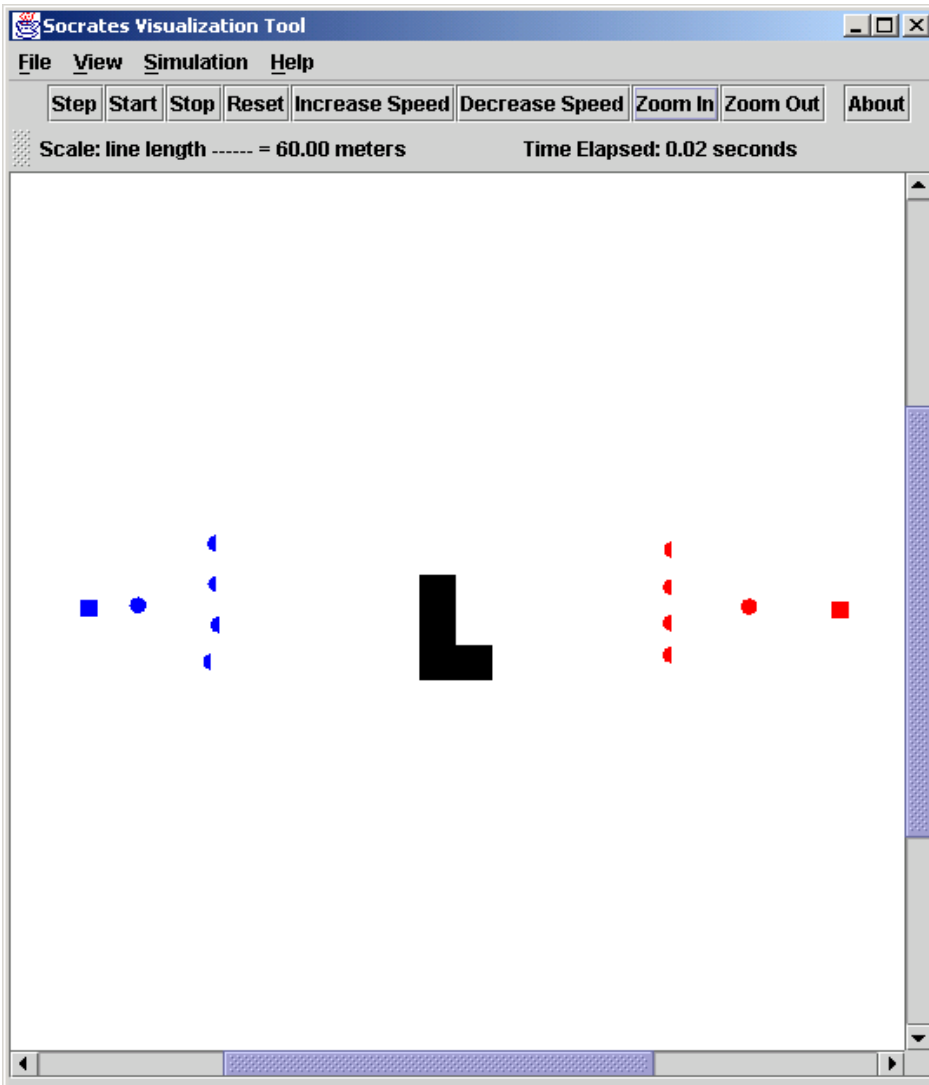 Socrates Visualization Tool
File View Simulation Help
Step Start Stop Reset Increase Speed Decrease Speed Zoom In Zoom Out About
Scale: line length ------ = 60.00 meters Time Elapsed: 0.02 seconds